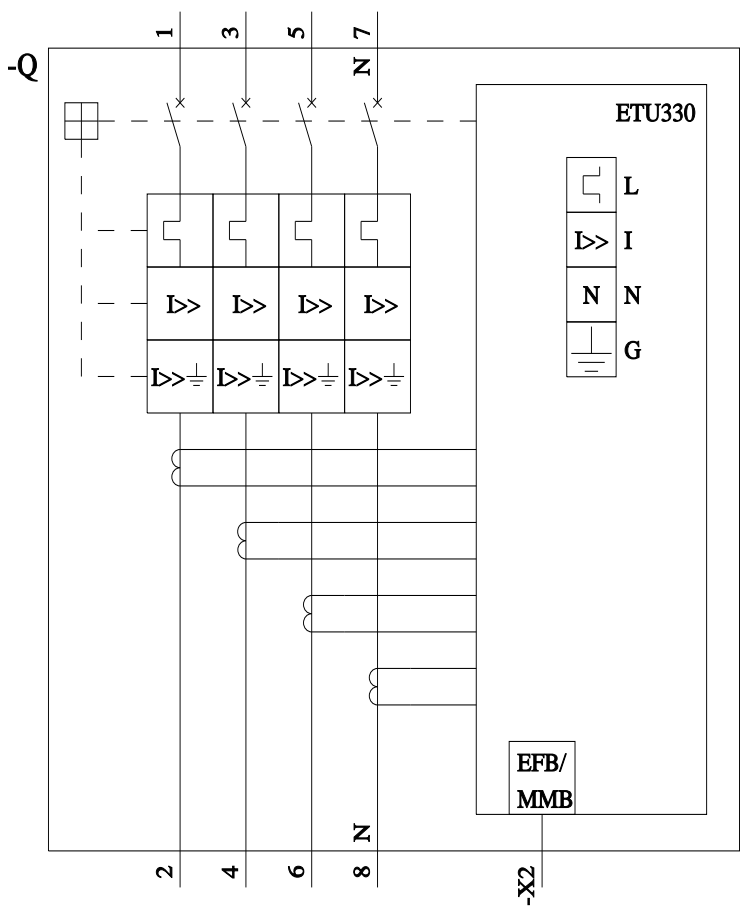 1 3 5 7
N
-Q
ETU330
L
I>> I
N N
G
I>> I>> I>> I>>
I>> I>> I>> I>>
EFB/
MMB
N
2 4 6 8
-X2